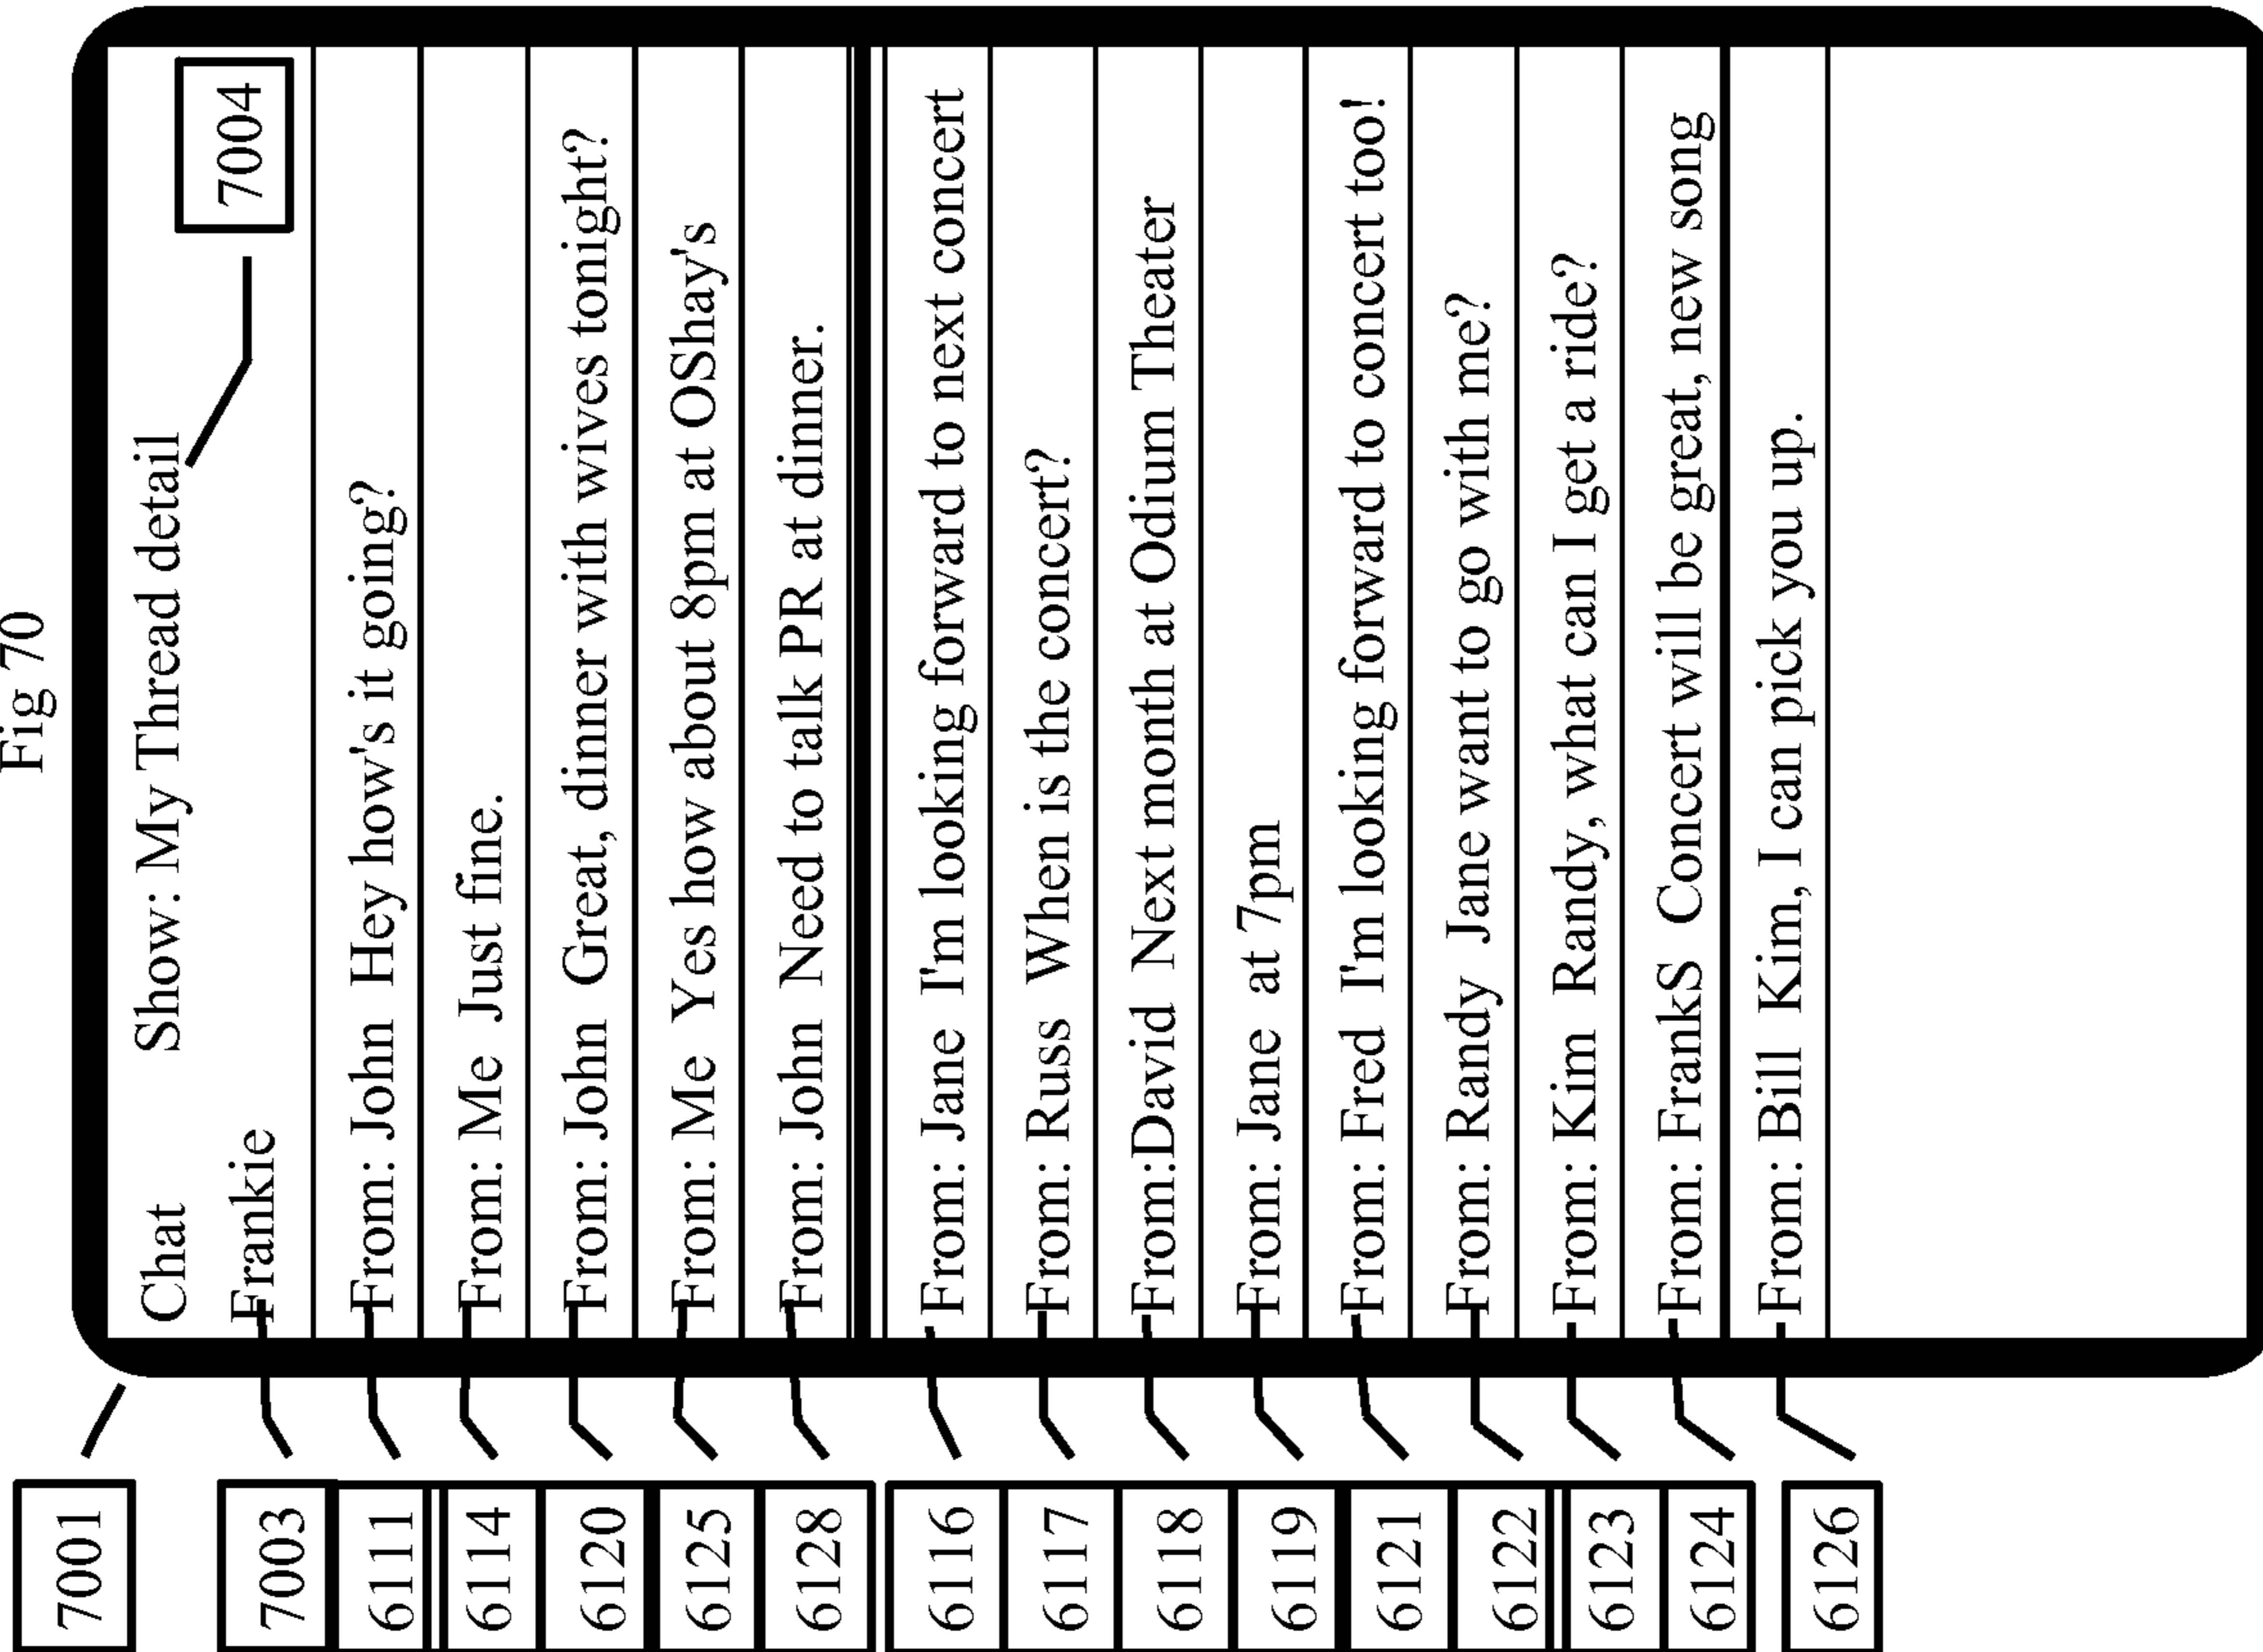 Fig 70
7001
Chat Show: My Thread detail
7004
7003 Frankie
6111 From: John Hey how's it going?
6114 From: Me Just fine.
6120 From: John Great, dinner with wives tonight?
6125 From: Me Yes how about 8pm at OShay's
6128 From: John Need to talk PR at dinner.
6116 From: Jane I'm looking forward to next concert
6117 From: Russ When is the concert?
6118 From:David Next month at Odium Theater
6119 From: Jane at 7pm
6121 From: Fred I'm looking forward to concert too!
6122 From: Randy Jane want to go with me?
6123 From: Kim Randy, what can I get a ride?
6124 From: FrankS Concert will be great, new song
6126 From: Bill Kim, I can pick you up.